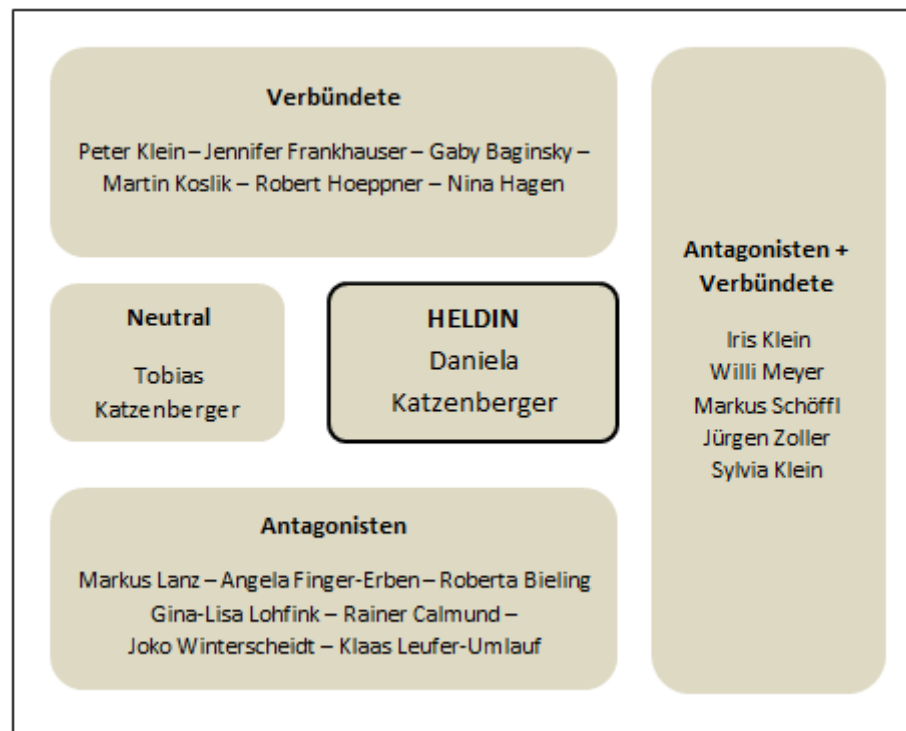 Verbündete
Peter Klein – Jennifer Frankhauser – Gaby Baginsky –
Martin Koslik – Robert Hoeppner – Nina Hagen
Neutral
Tobias
Katzenberger
HELDIN
Daniela
Katzenberger
Antagonisten +
Verbündete
Iris Klein
Willi Meyer
Markus Schöffl
Jürgen Zoller
Sylvia Klein
Antagonisten
Markus Lanz – Angela Finger-Erben – Roberta Bieling
Gina-Lisa Lohfink – Rainer Calmund –
Joko Winterscheidt – Klaas Leufer-Umlauf